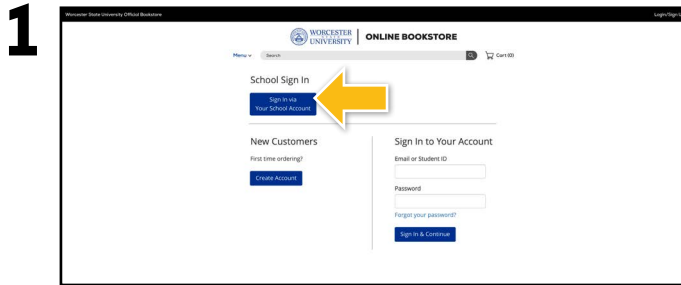 1
Worcester State University Official Bookstore
Login/Sign U
WORCESTER
STATE
UNIVERSITY
ONLINE BOOKSTORE
Menu
Search
Cart (0)
School Sign In
Sign In via
Your School Account
New Customers
First time ordering?
Create Account
Sign In to Your Account
Email or Student ID
Password
Forgot your password?
Sign In & Continue